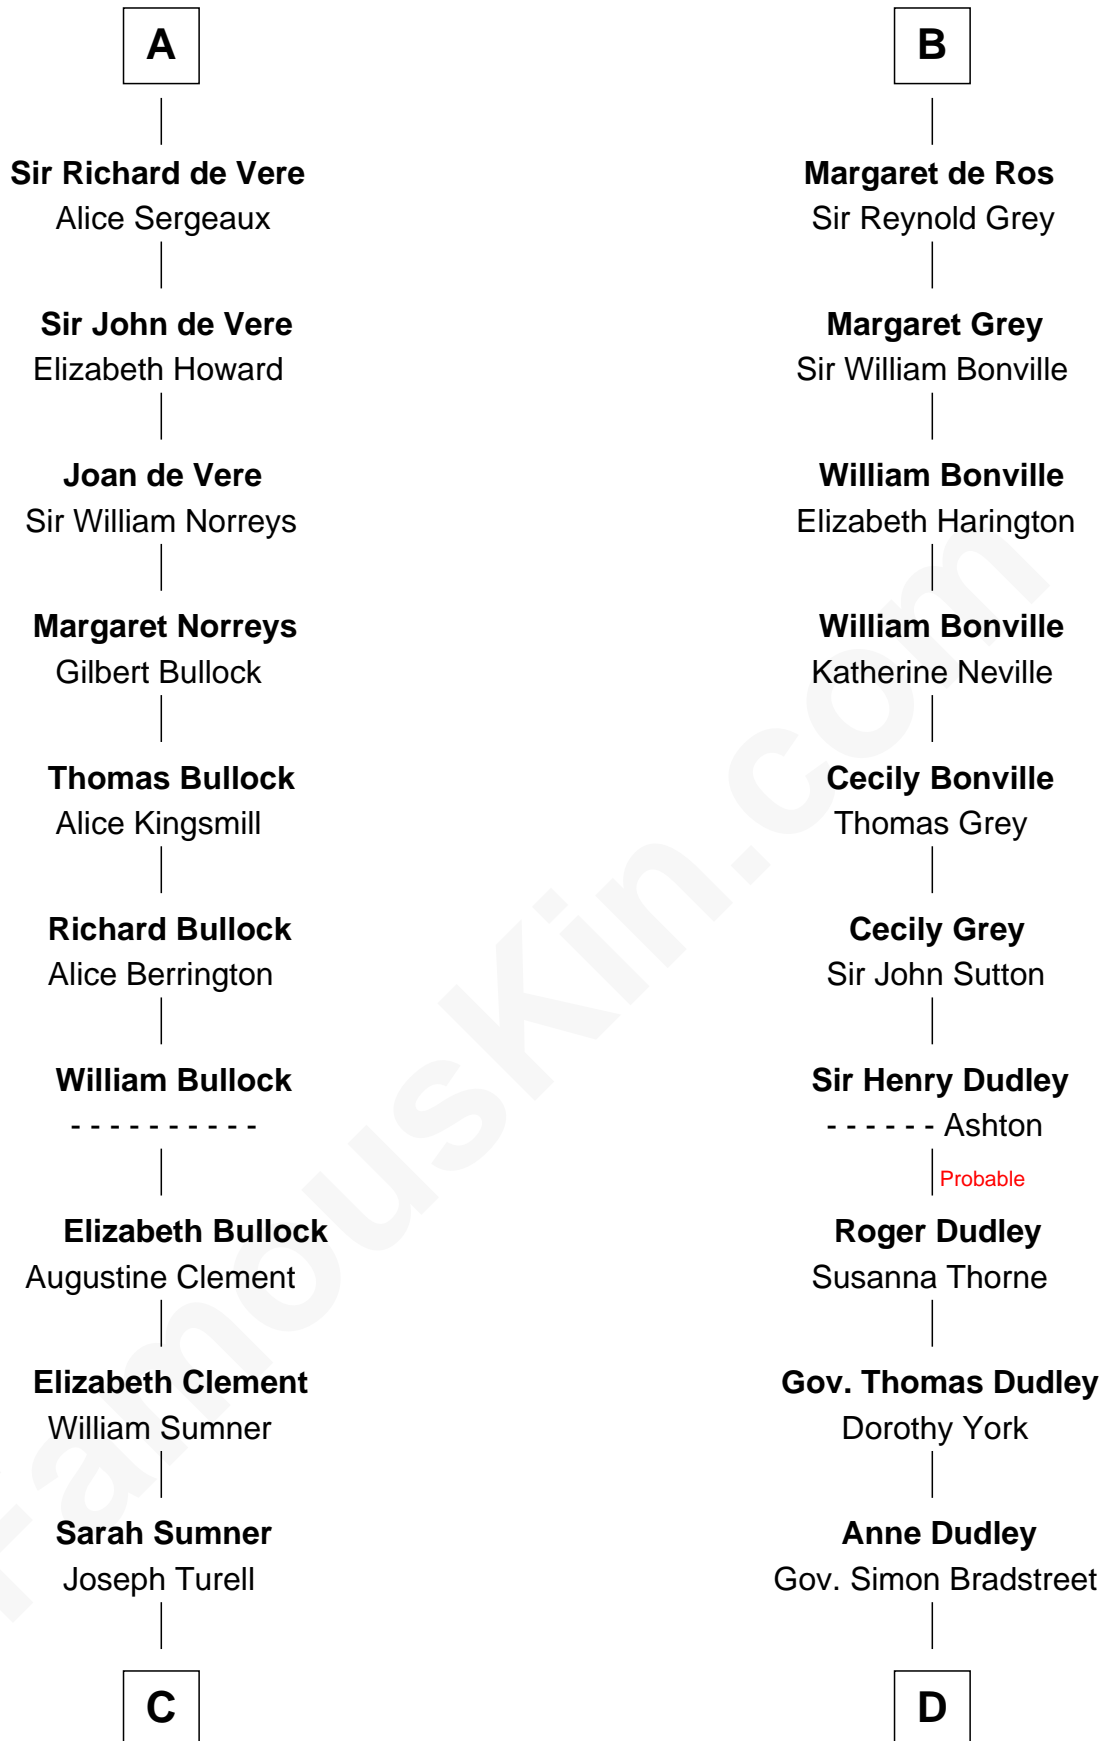 A
Sir Richard de Vere
Alice Sergeaux
Sir John de Vere
Elizabeth Howard
Joan de Vere
Sir William Norreys
Margaret Norreys
Gilbert Bullock
Thomas Bullock
Alice Kingsmill
Richard Bullock
Alice Berrington
William Bullock
- - - - - - - - - -
Elizabeth Bullock
Augustine Clement
Elizabeth Clement
William Sumner
Sarah Sumner
Joseph Turell
C
B
Margaret de Ros
Sir Reynold Grey
Margaret Grey
Sir William Bonville
William Bonville
Elizabeth Harington
William Bonville
Katherine Neville
Cecily Bonville
Thomas Grey
Cecily Grey
Sir John Sutton
Sir Henry Dudley
- - - - - - Ashton
Probable
Roger Dudley
Susanna Thorne
Gov. Thomas Dudley
Dorothy York
Anne Dudley
Gov. Simon Bradstreet
D
FamousKin.com